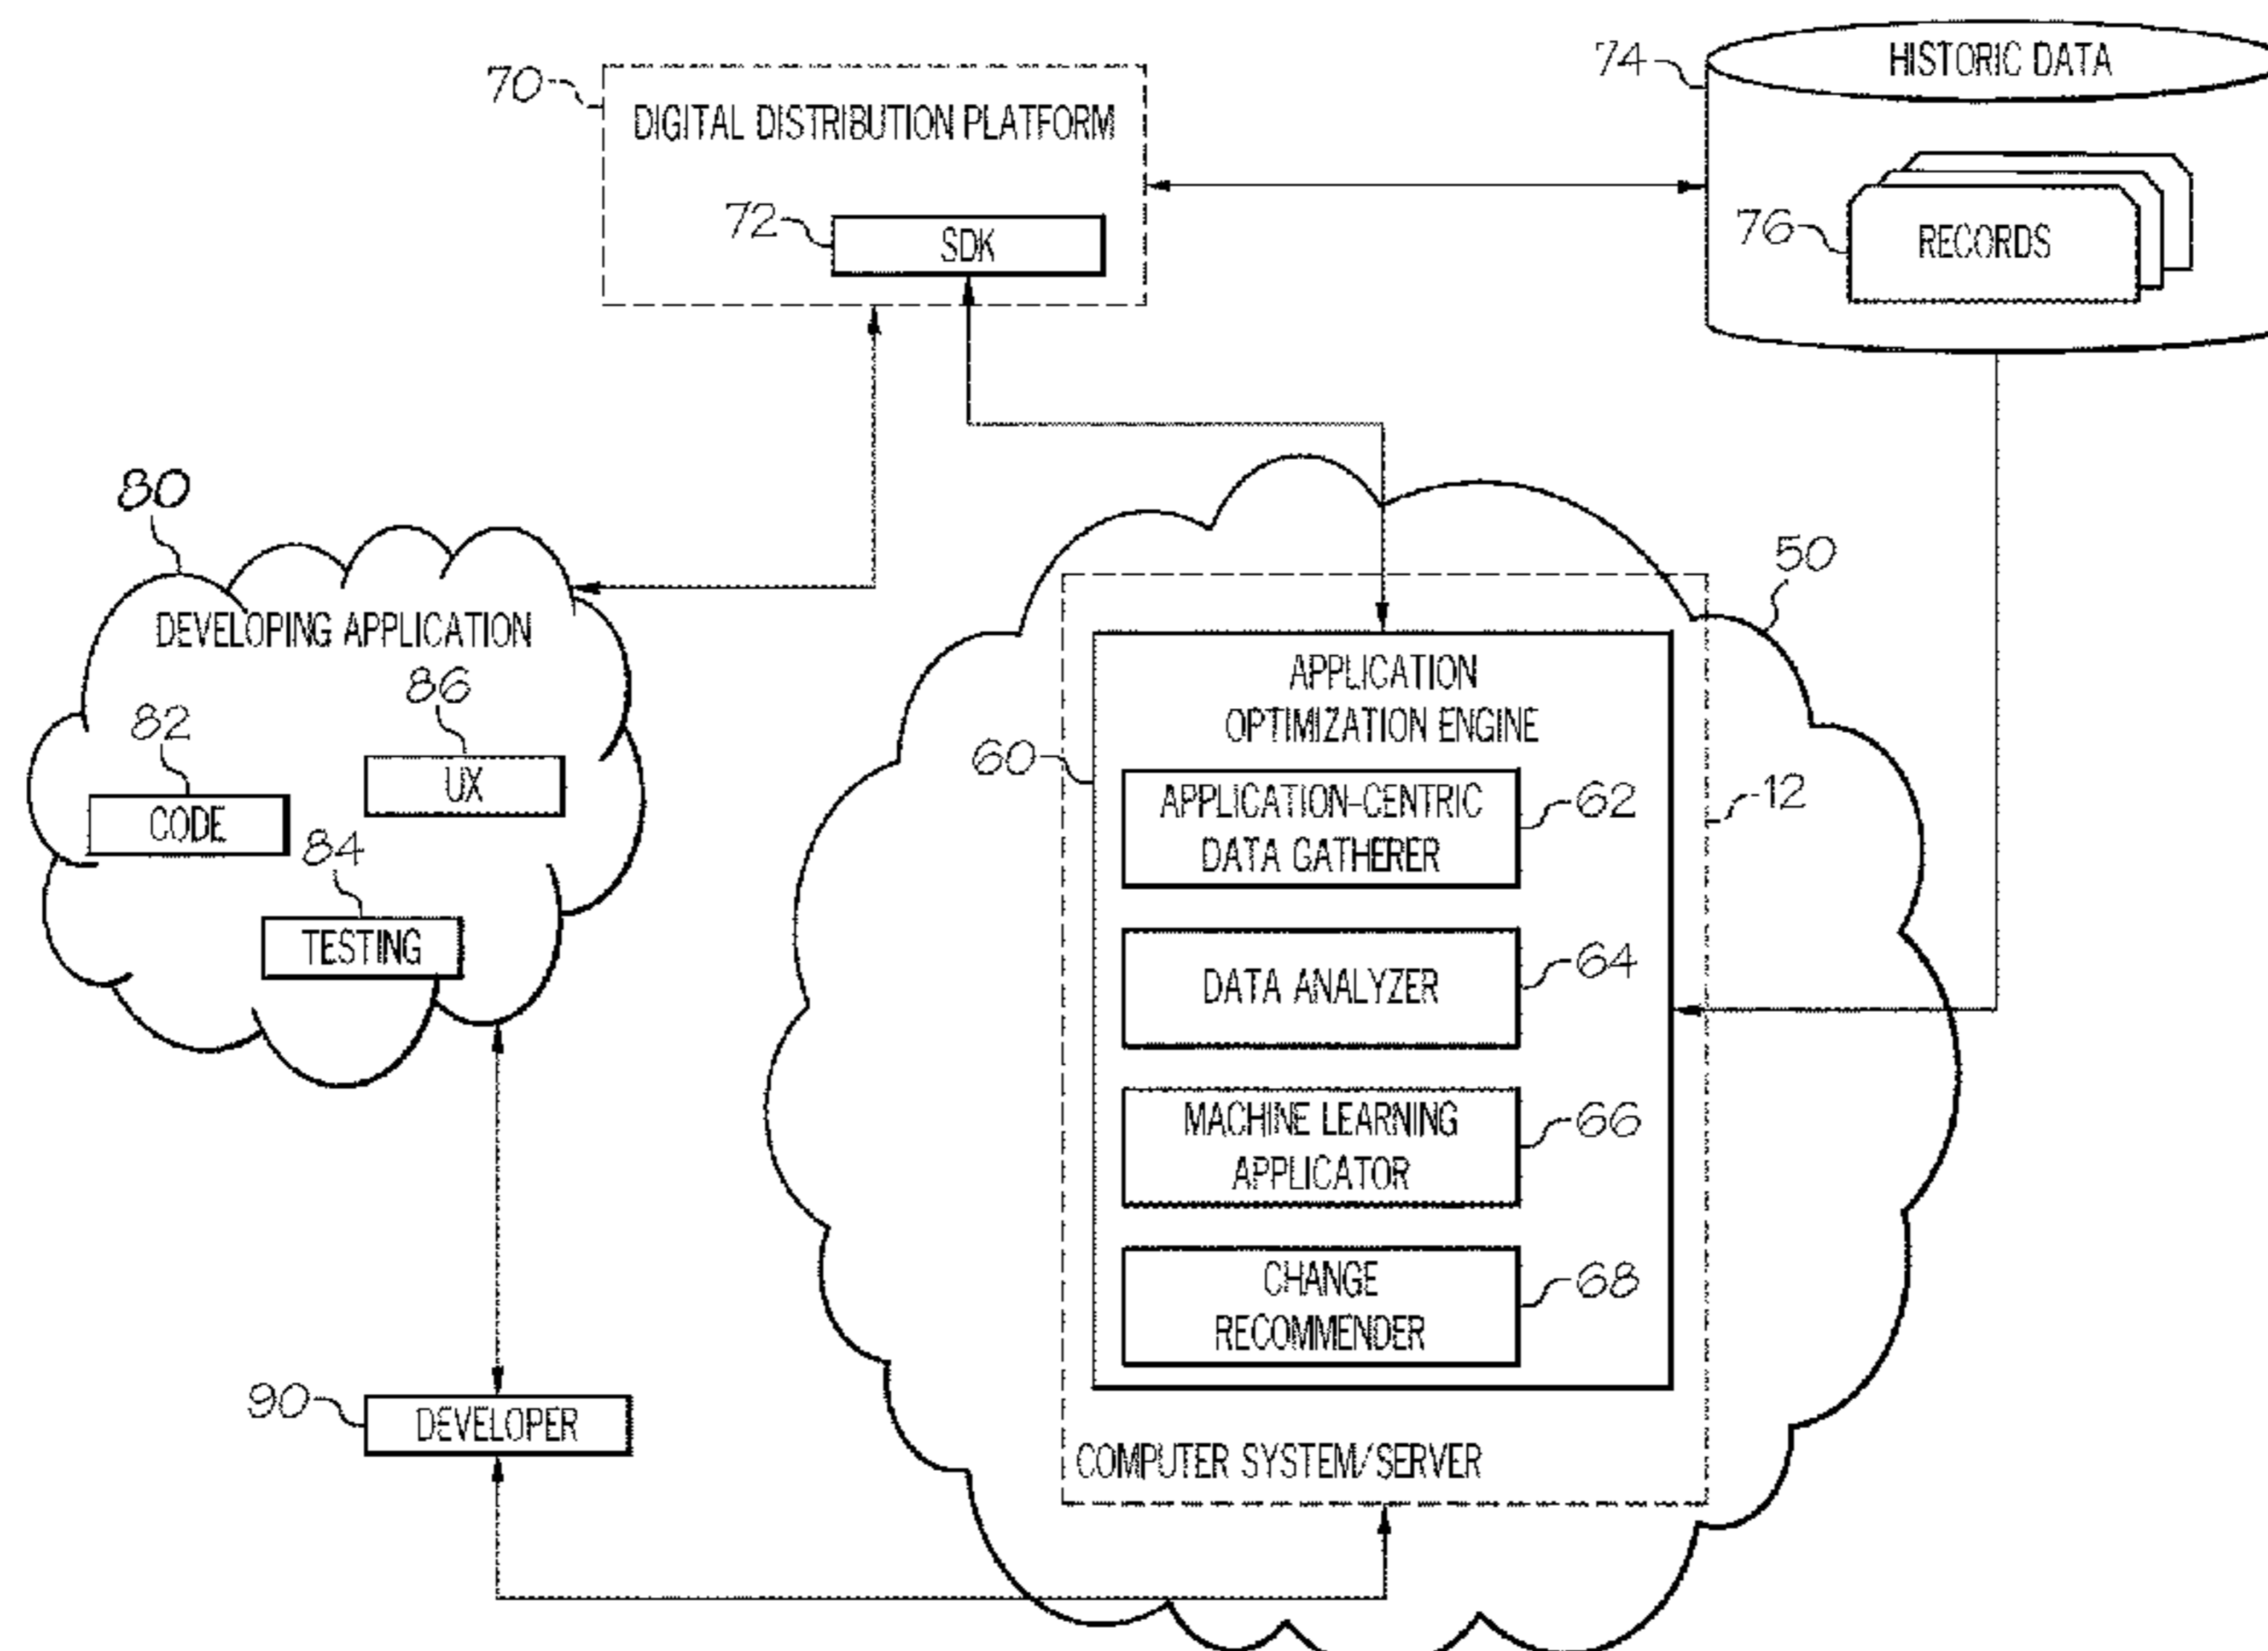 70
DIGITAL DISTRIBUTION PLATFORM
72
SDK
74
HISTORIC DATA
76
RECORDS
80
DEVELOPING APPLICATION
86
UX
82
CODE
84
TESTING
50
APPLICATION
OPTIMIZATION ENGINE
60
12
APPLICATION-CENTRIC
DATA GATHERER
62
DATA ANALYZER
64
MACHINE LEARNING
APPLICATOR
66
CHANGE
RECOMMENDER
68
90
DEVELOPER
COMPUTER SYSTEM/SERVER